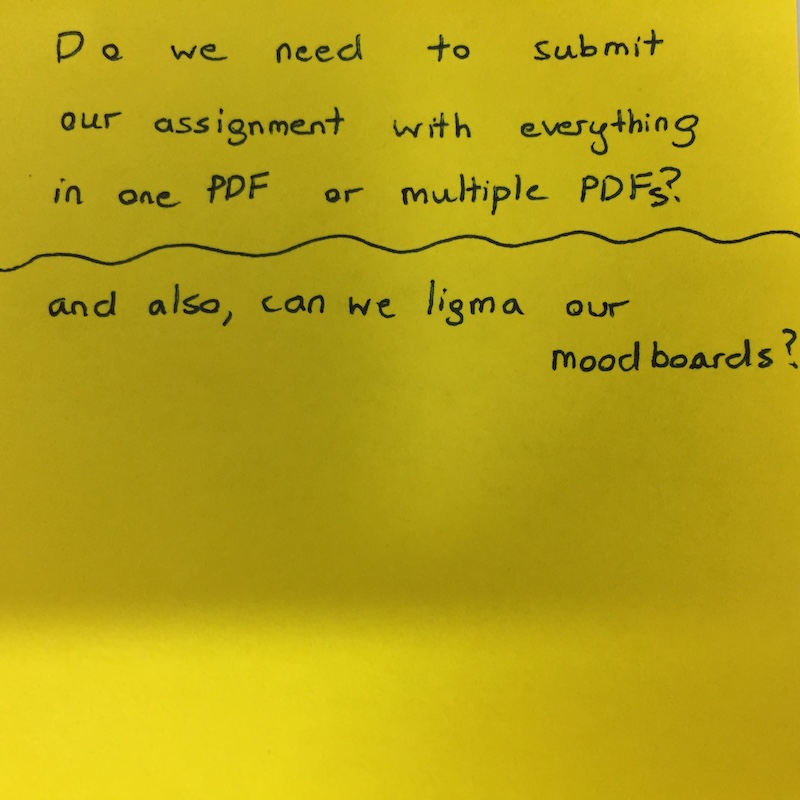 Do we need to submit
our assignment with everything
in one PDF or multiple PDFs?
and also, can we ligma our
moodboards?